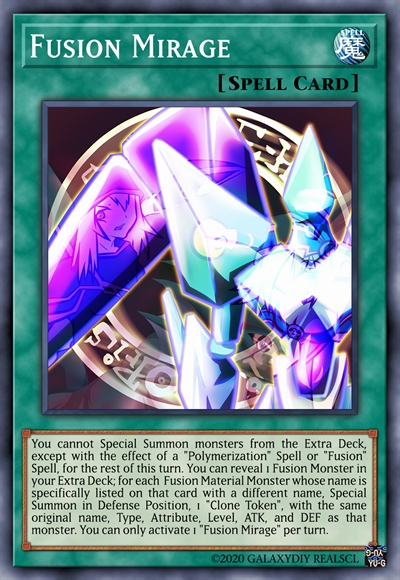 Fusion Mirage
SPELL
魔
[Spell Card]
You cannot Special Summon monsters from the Extra Deck,
except with the effect of a "Polymerization" Spell or "Fusion"
Spell, for the rest of this turn. You can reveal 1 Fusion Monster in
your Extra Deck; for each Fusion Material Monster whose name is
specifically listed on that card with a different name, Special
Summon in Defense Position, 1 "Clone Token", with the same
original name, Type, Attribute, Level, ATK, and DEF as that
monster. You can only activate 1 "Fusion Mirage" per turn.
©2020 GALAXYDIY REALSCL
YU-G